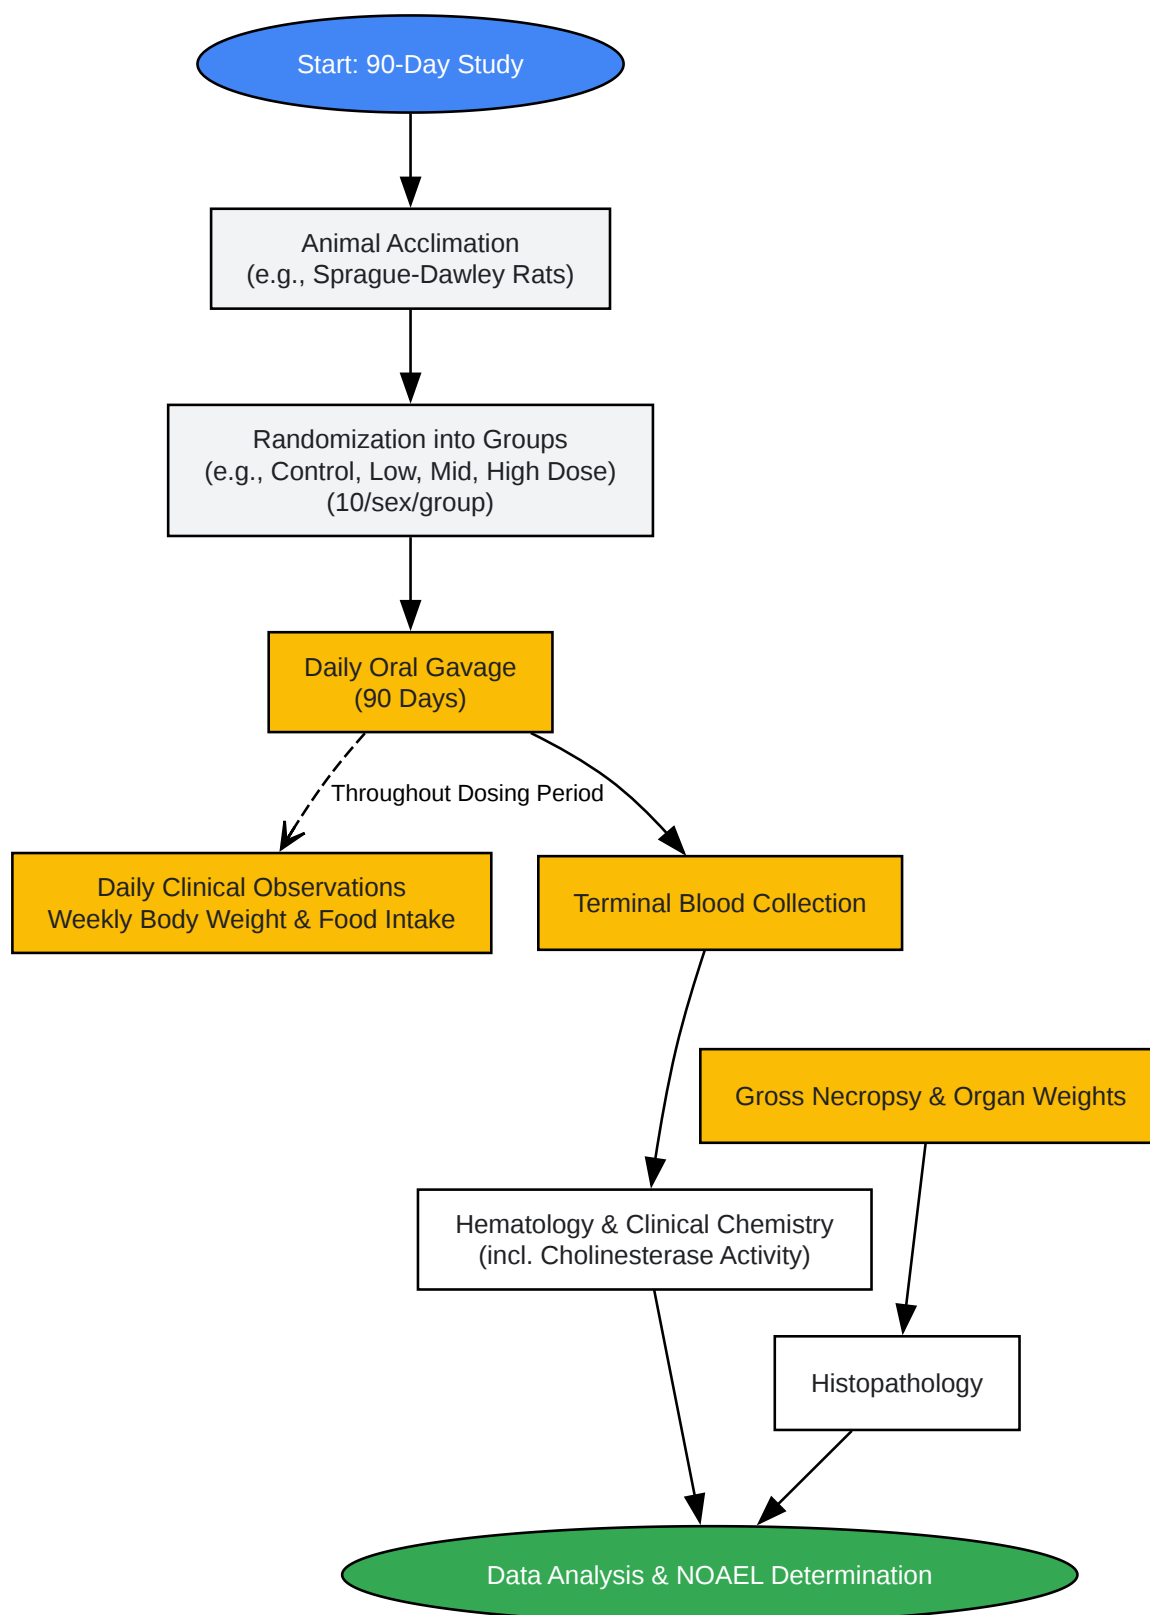 Start: 90-Day Study
Animal Acclimation
(e.g., Sprague-Dawley Rats)
Randomization into Groups
(e.g., Control, Low, Mid, High Dose)
(10/sex/group)
Daily Oral Gavage
(90 Days)
Throughout Dosing Period
Daily Clinical Observations
Weekly Body Weight & Food Intake
Terminal Blood Collection
Gross Necropsy & Organ Weights
Hematology & Clinical Chemistry
(incl. Cholinesterase Activity)
Histopathology
Data Analysis & NOAEL Determination